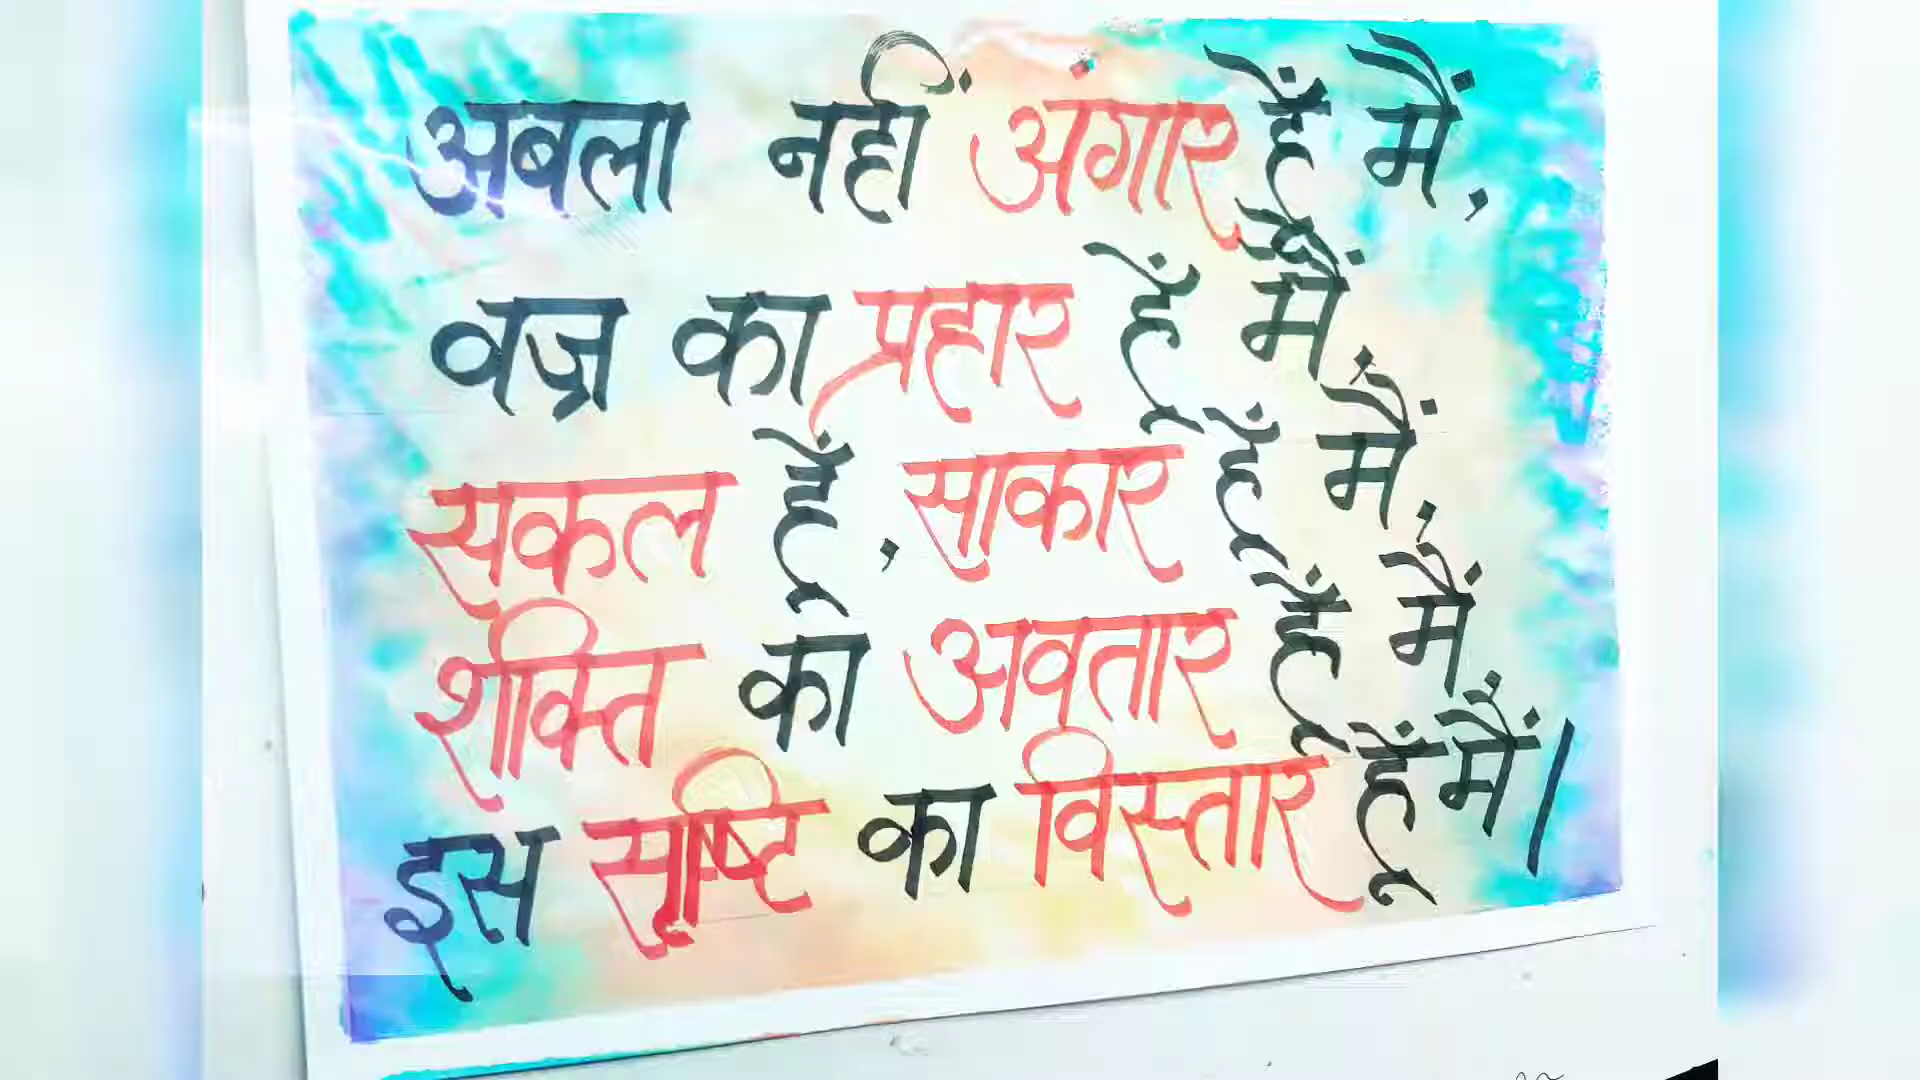 अबला नहीं अंगार हूँ मैं,
वज्र का प्रहार हूँ मैं,
सकल हूँ, साकार हूँ मैं,
शक्ति का अवतार हूँ मैं,
इस सृष्टि का विस्तार हूँ मैं।